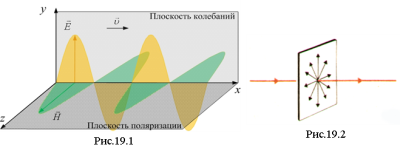 y
Плоскость колебаний
E
υ
x
z
H
Плоскость поляризации
Рис.19.1
Рис.19.2